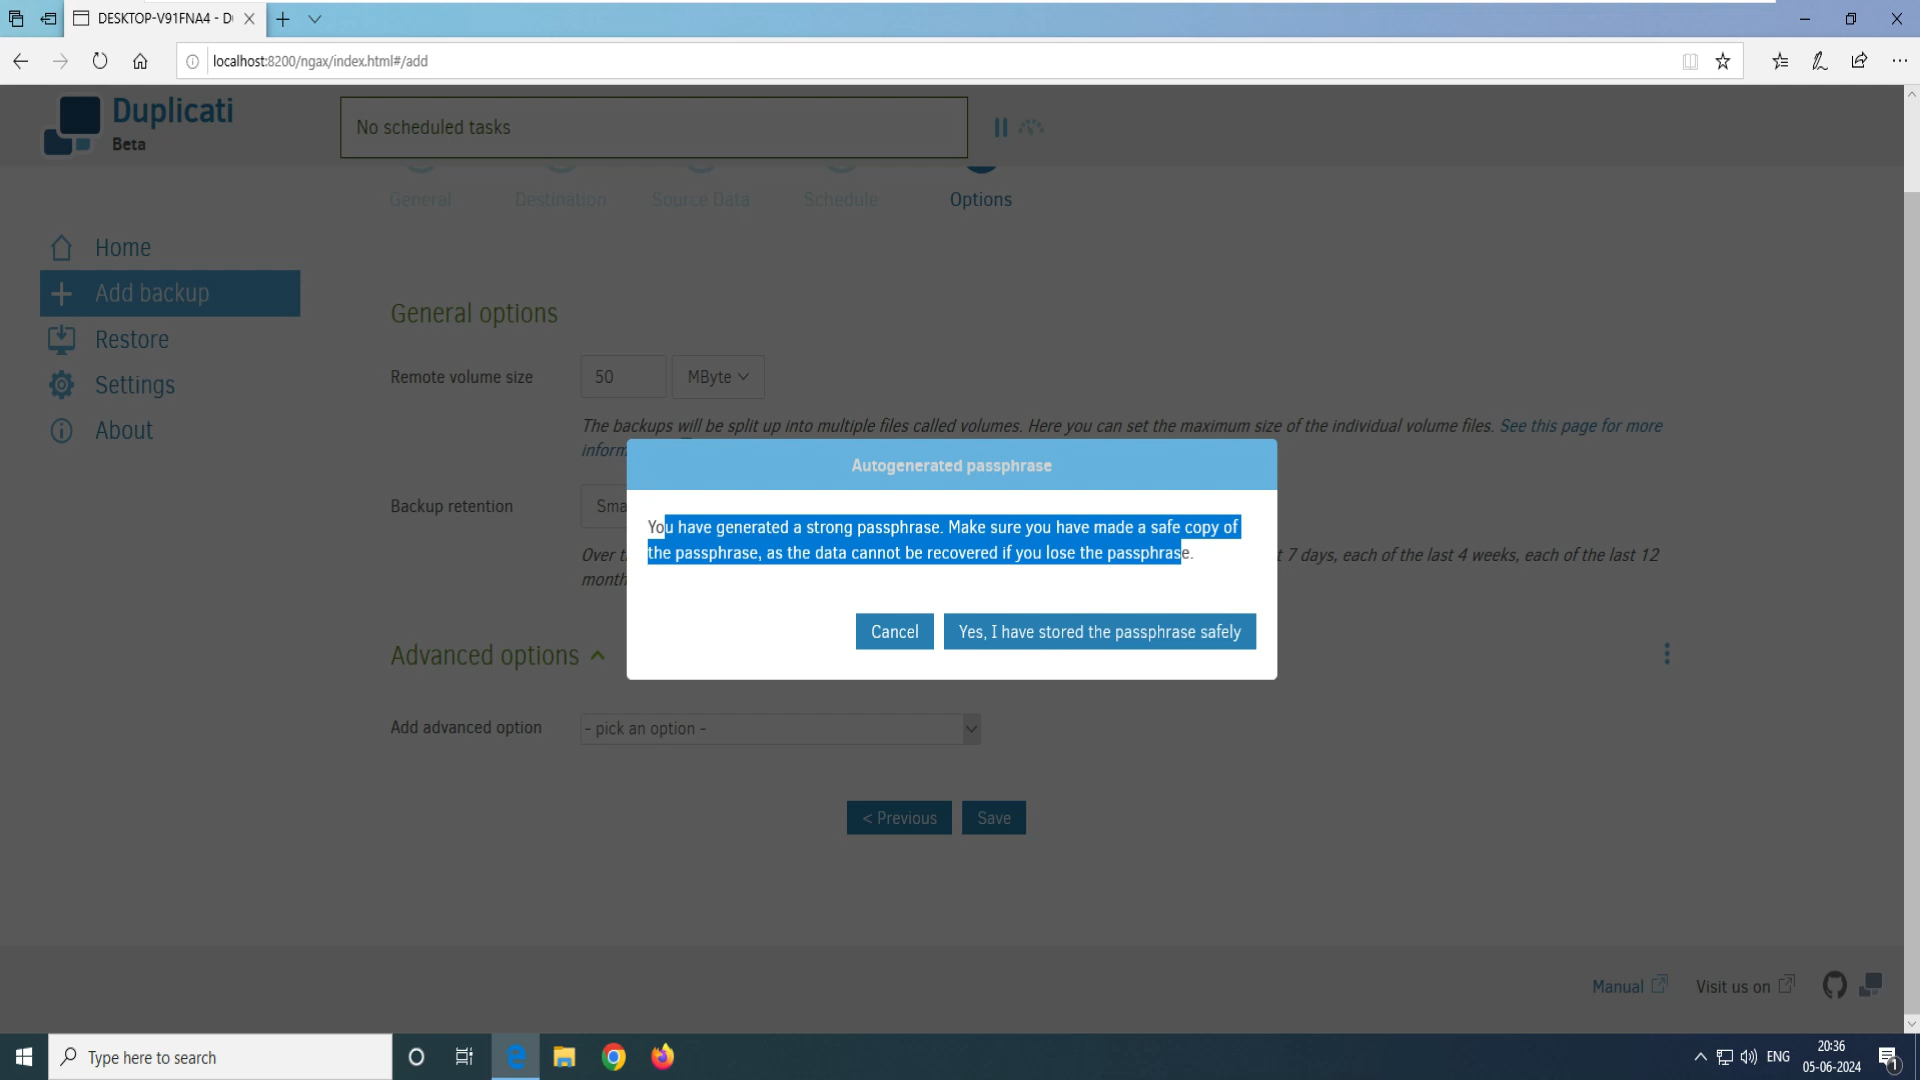 DESKTOP-V91FNA4 - D
localhost:8200/ngax/index.html#/add
Duplicati
Beta
No scheduled tasks
General
Destination
Source Data
Schedule
Options
Home
Add backup
Restore
Settings
About
General options
Remote volume size
50
MByte
The backups will be split up into multiple files called volumes. Here you can set the maximum size of the individual volume files. See this page for more
inform
Autogenerated passphrase
You have generated a strong passphrase. Make sure you have made a safe copy of
the passphrase, as the data cannot be recovered if you lose the passphrase.
Cancel
Yes, I have stored the passphrase safely
Backup retention
Sma
Over t
t 7 days, each of the last 4 weeks, each of the last 12
month
Advanced options
Add advanced option
- pick an option -
< Previous
Save
Manual
Visit us on
Type here to search
ENG
20:36
05-06-2024
1